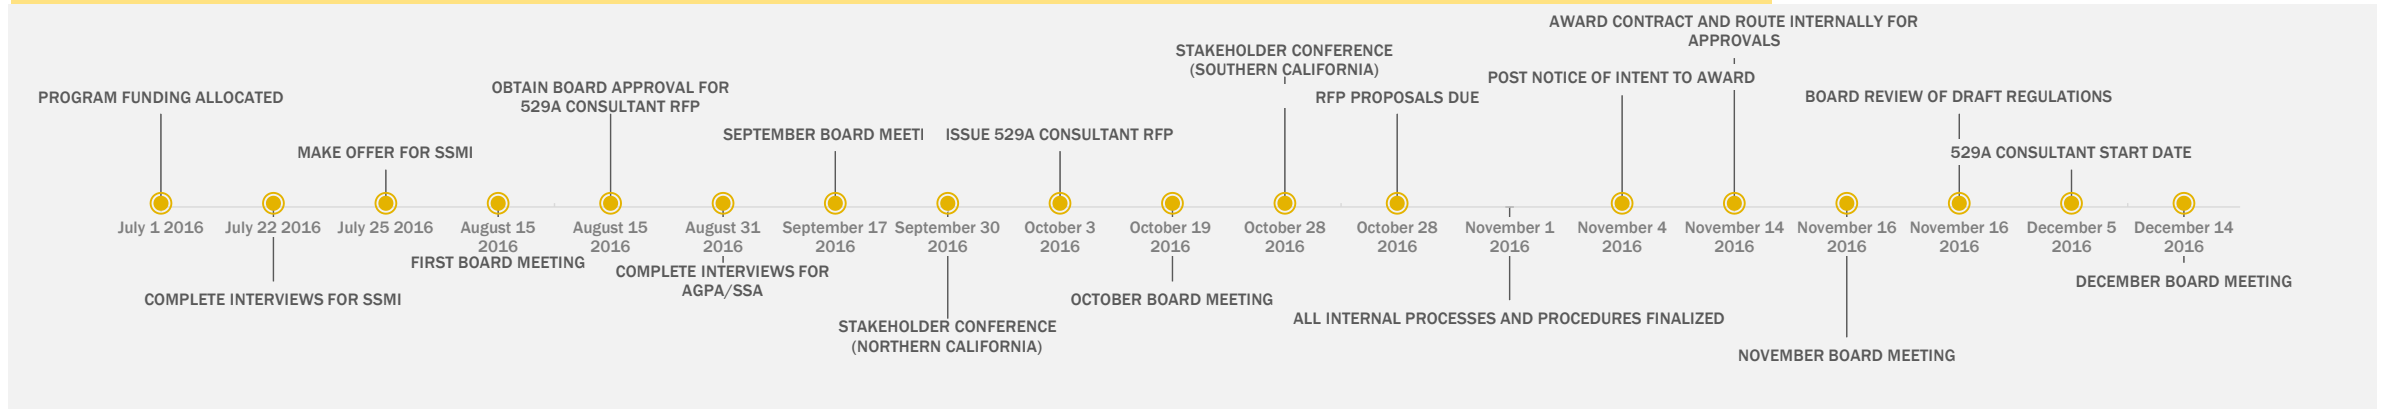 AWARD CONTRACT AND ROUTE INTERNALLY FOR
APPROVALS
STAKEHOLDER CONFERENCE
(SOUTHERN CALIFORNIA)
POST NOTICE OF INTENT TO AWARD
OBTAIN BOARD APPROVAL FOR
529A CONSULTANT RFP
PROGRAM FUNDING ALLOCATED
RFP PROPOSALS DUE
BOARD REVIEW OF DRAFT REGULATIONS
SEPTEMBER BOARD MEETI
ISSUE 529A CONSULTANT RFP
MAKE OFFER FOR SSMI
529A CONSULTANT START DATE
July 1 2016
July 22 2016
July 25 2016
August 15
2016
August 15
2016
August 31
2016
September 17
2016
September 30
2016
October 3
2016
October 19
2016
October 28
2016
October 28
2016
November 1
2016
November 4
2016
November 14
2016
November 16
2016
November 16
2016
December 5
2016
December 14
2016
FIRST BOARD MEETING
COMPLETE INTERVIEWS FOR
AGPA/SSA
DECEMBER BOARD MEETING
COMPLETE INTERVIEWS FOR SSMI
OCTOBER BOARD MEETING
ALL INTERNAL PROCESSES AND PROCEDURES FINALIZED
STAKEHOLDER CONFERENCE
(NORTHERN CALIFORNIA)
NOVEMBER BOARD MEETING